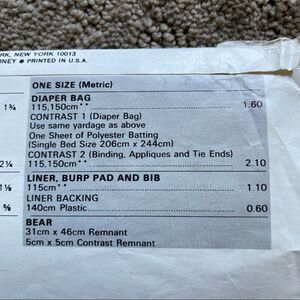 RK, NEW YORK 10013
ONEY ● PRINTED IN U.S.A.
ONE SIZE (Metric)
DIAPER BAG
1¾ 115,150cm** 1.60
CONTRAST 1 (Diaper Bag)
Use same yardage as above
One Sheet of Polyester Batting
(Single Bed Size 206cm x 244cm)
CONTRAST 2 (Binding, Appliques and Tie Ends)
2¼ 115,150cm** 2.10
LINER, BURP PAD AND BIB
1⅛ 115cm** 1.10
LINER BACKING
⅝ 140cm Plastic 0.60
BEAR
31cm x 46cm Remnant
5cm x 5cm Contrast Remnant